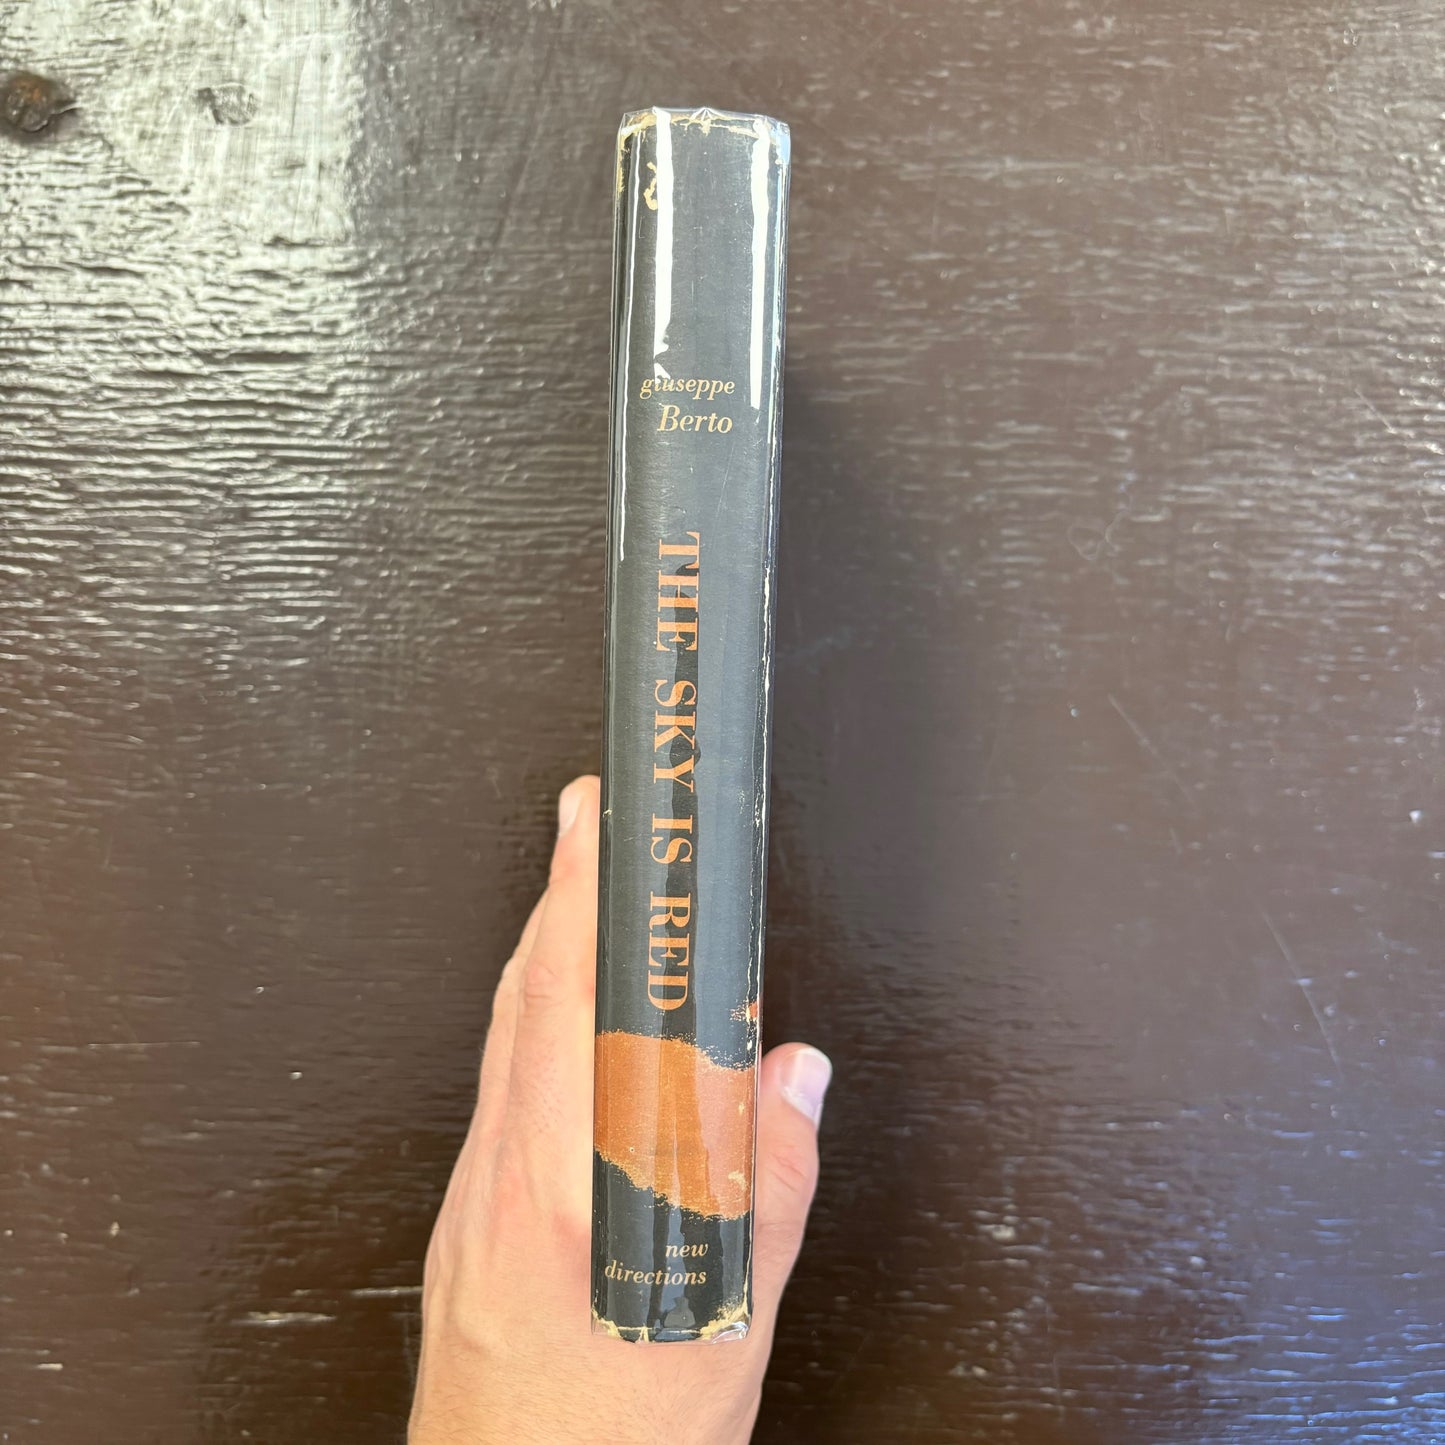 giuseppe
Berto
THE SKY IS RED
new
directions